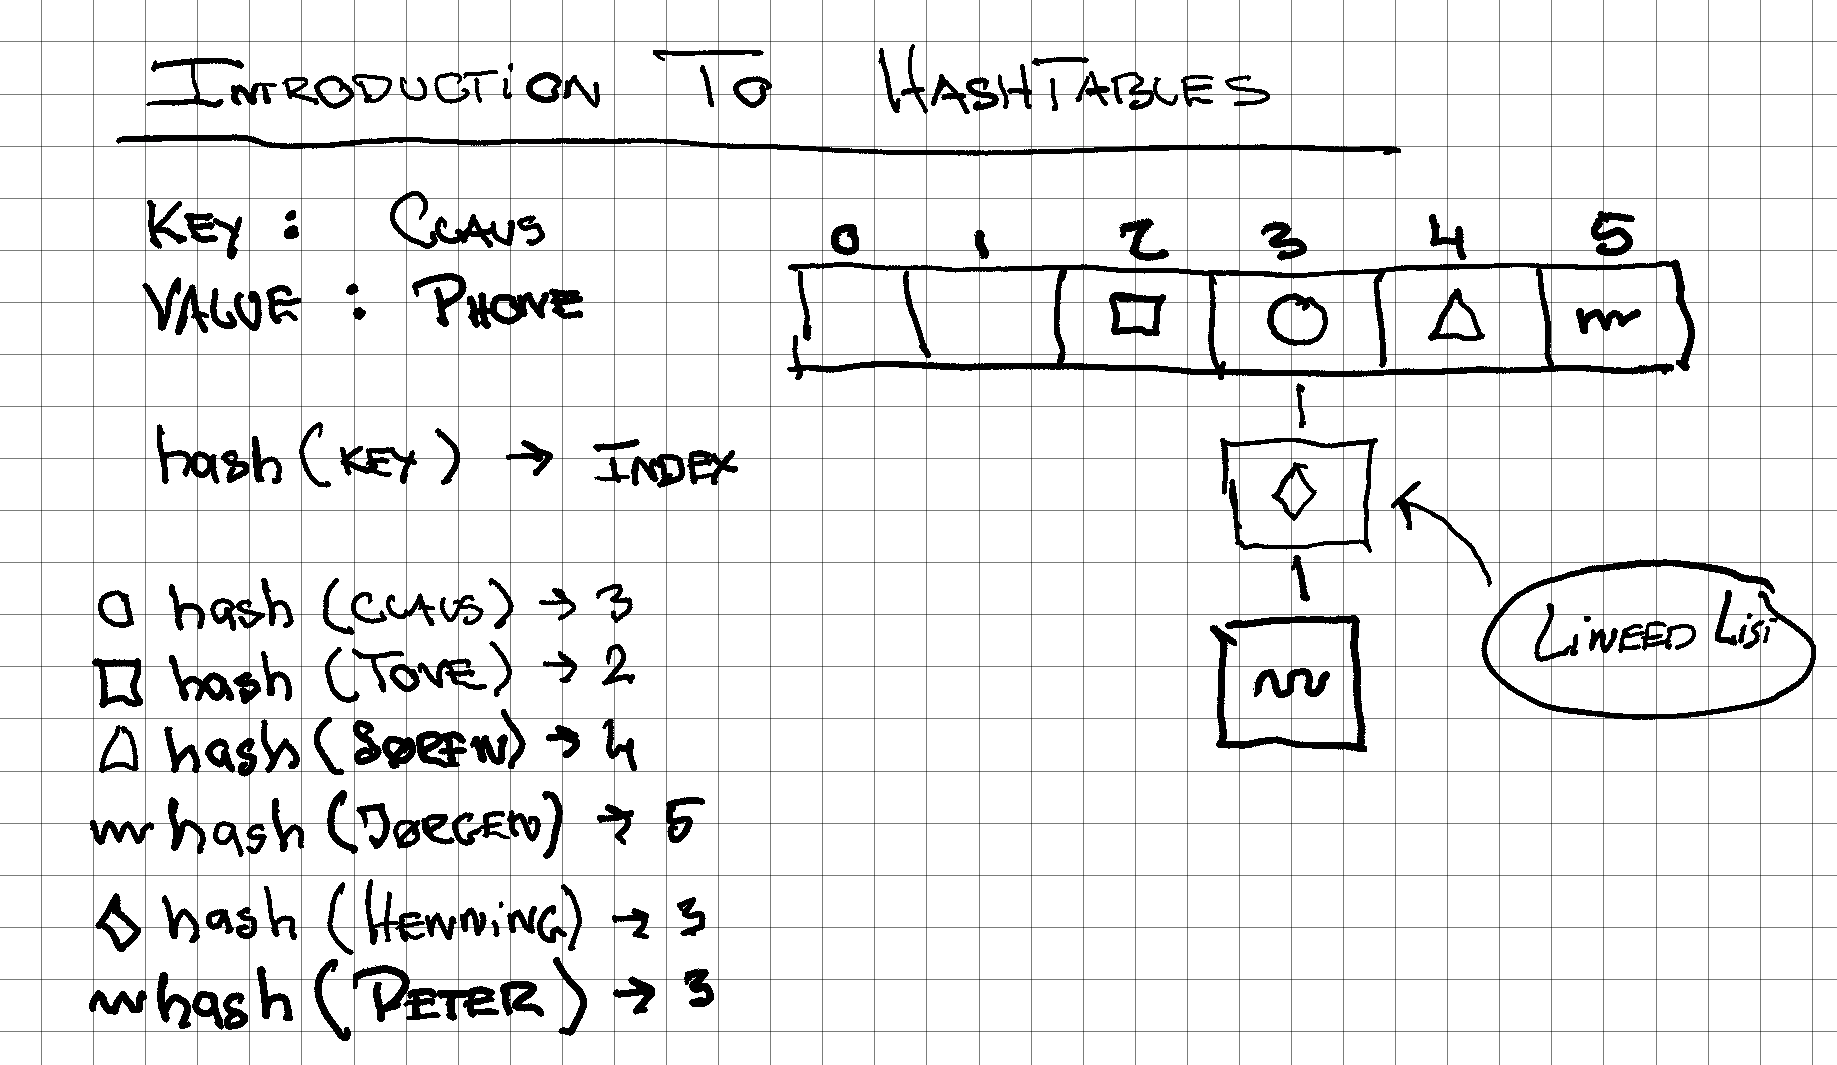 INTRODUCTION TO HASHTABLES
KEY : CLAUS
VALUE : PHONE
0 1 2 3 4 5
hash (KEY) → INDEX
LINEED LIST
hash (CLAUS) → 3
hash (TOVE) → 2
hash (SØREN) → 4
hash (JØRGEN) → 5
hash (HENNING) → 3
hash (PETER) → 3